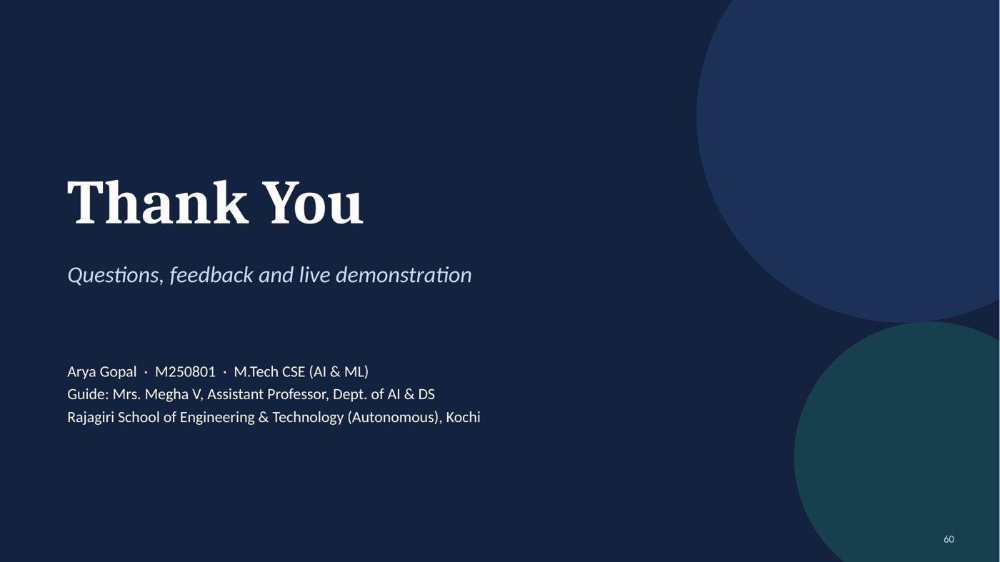 Thank You
Questions, feedback and live demonstration
Arya Gopal · M250801 · M.Tech CSE (AI & ML)
Guide: Mrs. Megha V, Assistant Professor, Dept. of AI & DS
Rajagiri School of Engineering & Technology (Autonomous), Kochi
60